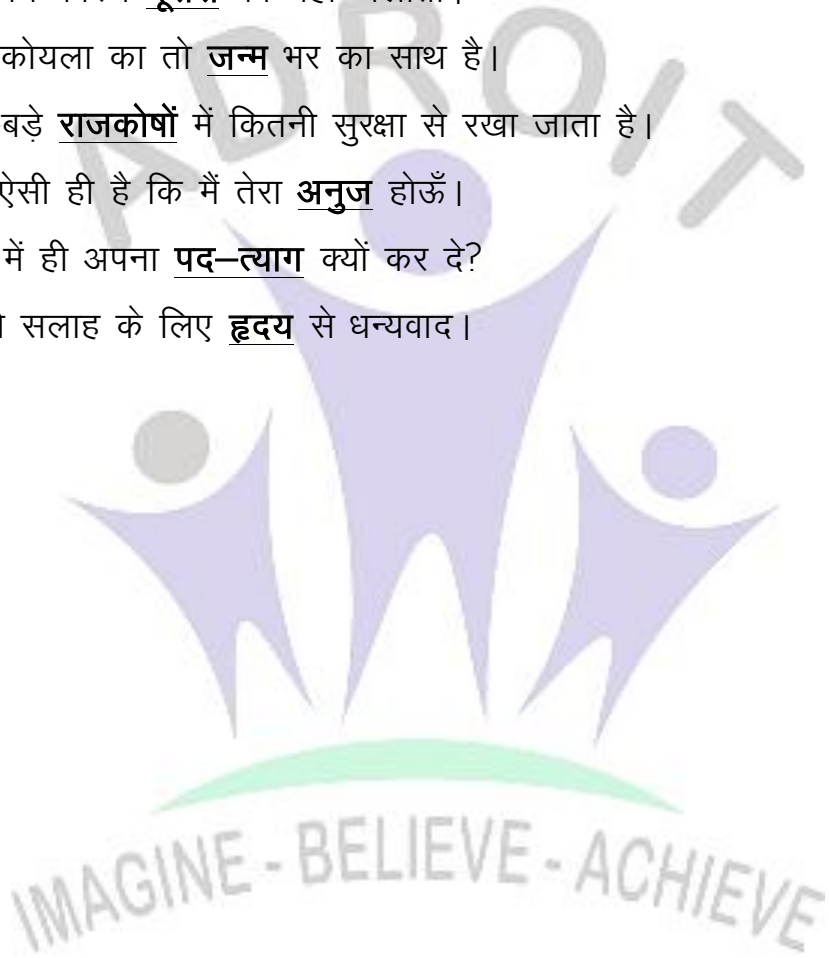 कोयला का तो जन्म भर का साथ है।
बड़े राजकोषों में कितनी सुरक्षा से रखा जाता है।
ऐसी ही है कि मैं तेरा अनुज होऊँ।
में ही अपना पद–त्याग क्यों कर दे?
सलाह के लिए हृदय से धन्यवाद।
ADROIT
IMAGINE - BELIEVE - ACHIEVE